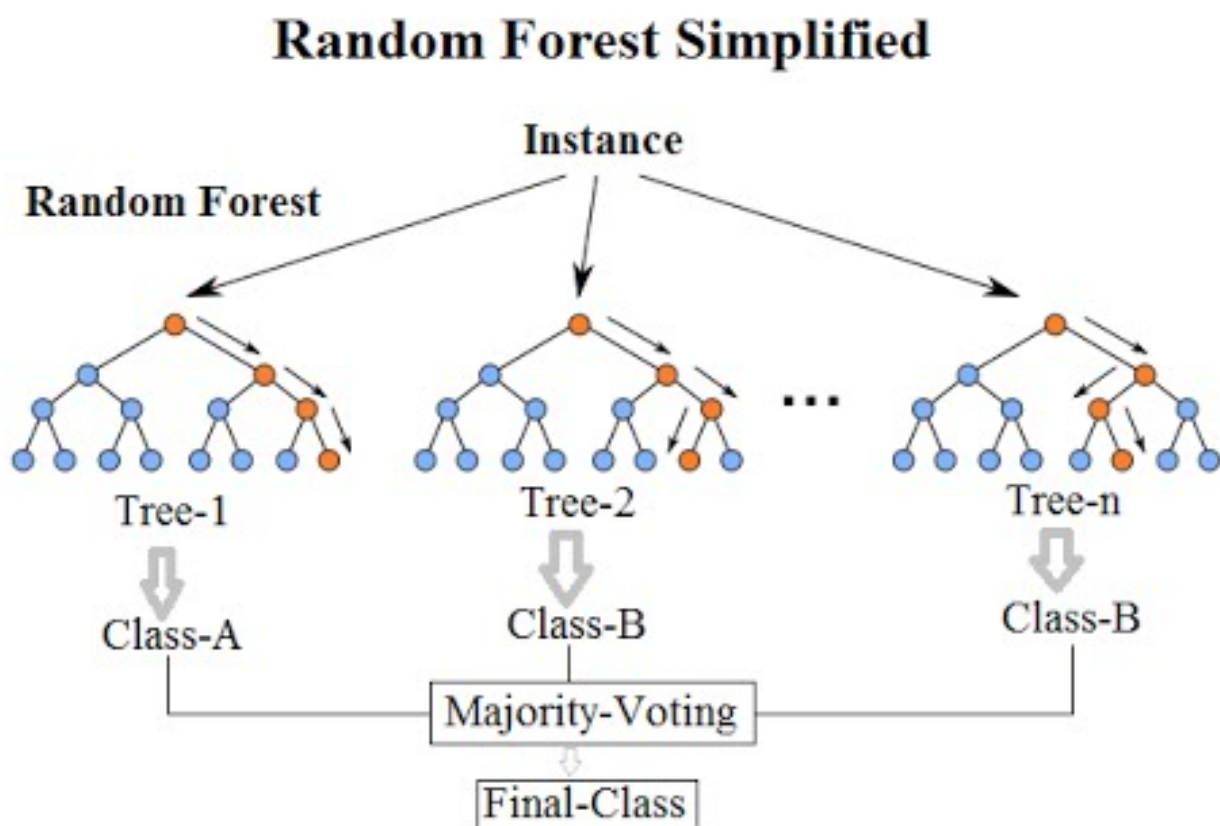 Random Forest Simplified
Instance
Random Forest
...
Tree-1
Tree-2
Tree-n
Class-A
Class-B
Class-B
Majority-Voting
Final-Class